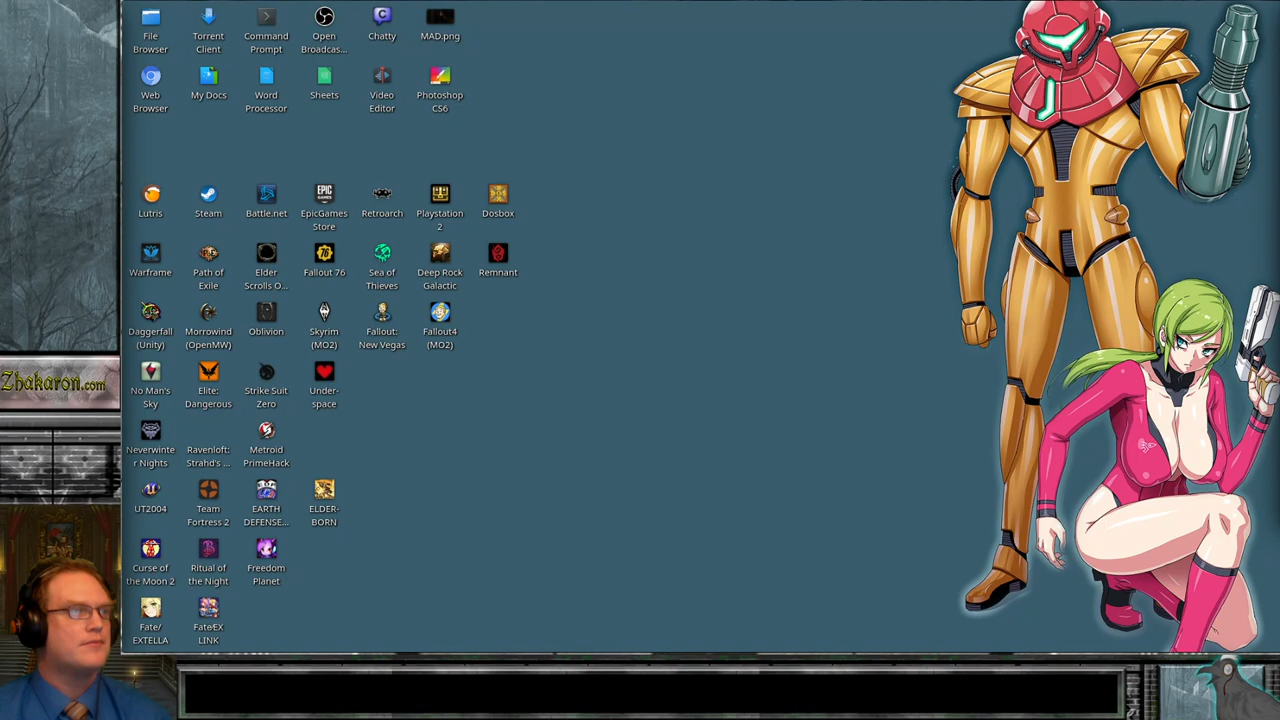 File
Browser
Torrent
Client
Command
Prompt
Open
Broadcas...
Chatty
MAD.png
Web
Browser
My Docs
Word
Processor
Sheets
Video
Editor
Photoshop
CS6
Lutris
Steam
Battle.net
EPIC
GAMES
EpicGames
Store
Retroarch
Playstation
2
Dosbox
Warframe
Path of
Exile
Elder
Scrolls O...
76
Fallout 76
Sea of
Thieves
Deep Rock
Galactic
Remnant
Daggerfall
(Unity)
Morrowind
(OpenMW)
Oblivion
Skyrim
(MO2)
Fallout:
New Vegas
Fallout4
(MO2)
Zhakaron.com
No Man's
Sky
Elite:
Dangerous
Strike Suit
Zero
Under-
space
Neverwinte
r Nights
Ravenloft:
Strahd's ...
Metroid
PrimeHack
UT2004
Team
Fortress 2
EARTH
DEFENSE...
ELDER-
BORN
Curse of
the Moon 2
Ritual of
the Night
Freedom
Planet
Fate/
EXTELLA
Fate/EX
LINK